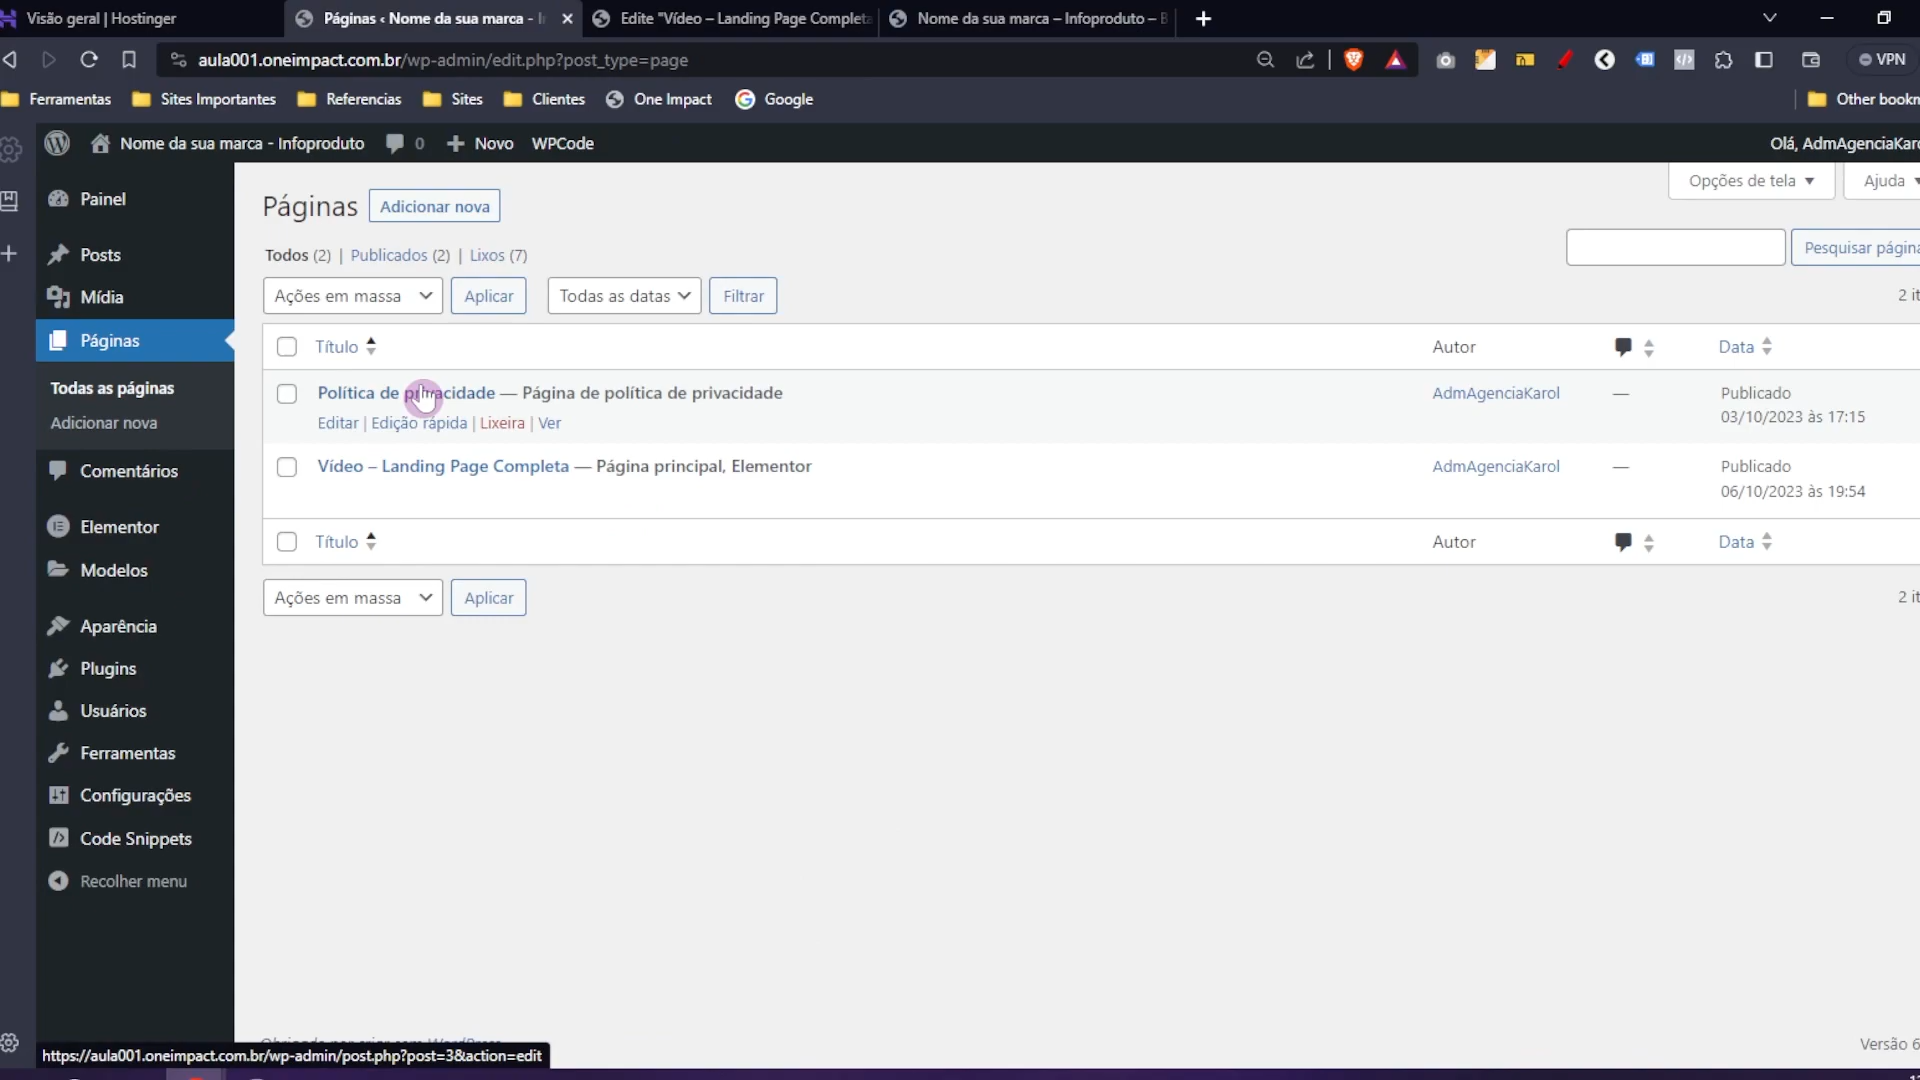 Visão geral | Hostinger
Páginas ‹ Nome da sua marca - I
Edite "Vídeo – Landing Page Completa
Nome da sua marca – Infoproduto –
aula001.oneimpact.com.br/wp-admin/edit.php?post_type=page
VPN
Ferramentas
Sites Importantes
Referencias
Sites
Clientes
One Impact
Google
Other bookm
Nome da sua marca - Infoproduto
0
Novo
WPCode
Olá, AdmAgenciaKaro
Painel
Posts
Mídia
Páginas
Todas as páginas
Adicionar nova
Comentários
Elementor
Modelos
Aparência
Plugins
Usuários
Ferramentas
Configurações
Code Snippets
Recolher menu
Opções de tela
Ajuda
Páginas
Adicionar nova
Todos (2) | Publicados (2) | Lixos (7)
Pesquisar página
Ações em massa
Aplicar
Todas as datas
Filtrar
2 it
Título
Autor
Data
Política de privacidade — Página de política de privacidade
Editar | Edição rápida | Lixeira | Ver
AdmAgenciaKarol
—
Publicado
03/10/2023 às 17:15
Vídeo – Landing Page Completa — Página principal, Elementor
AdmAgenciaKarol
—
Publicado
06/10/2023 às 19:54
Título
Autor
Data
Ações em massa
Aplicar
2 it
Versão 6
https://aula001.oneimpact.com.br/wp-admin/post.php?post=3&action=edit